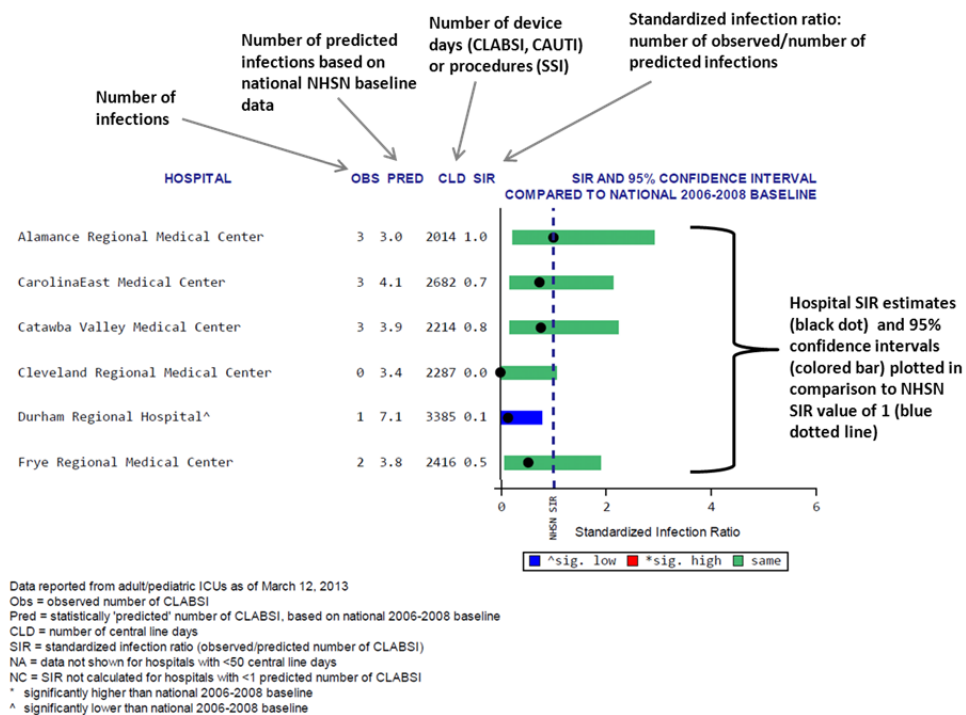 Number of
infections
Number of predicted
infections based on
national NHSN baseline
data
Number of device
days (CLABSI, CAUTI)
or procedures (SSI)
Standardized infection ratio:
number of observed/number of
predicted infections
HOSPITAL OBS PRED CLD SIR SIR AND 95% CONFIDENCE INTERVAL
COMPARED TO NATIONAL 2006-2008 BASELINE
Alamance Regional Medical Center 3 3.0 2014 1.0
CarolinaEast Medical Center 3 4.1 2682 0.7
Catawba Valley Medical Center 3 3.9 2214 0.8
Cleveland Regional Medical Center 0 3.4 2287 0.0
Durham Regional Hospital^ 1 7.1 3385 0.1
Frye Regional Medical Center 2 3.8 2416 0.5
Hospital SIR estimates
(black dot) and 95%
confidence intervals
(colored bar) plotted in
comparison to NHSN
SIR value of 1 (blue
dotted line)
0 2 4 6
NHSN SIR
Standardized Infection Ratio
^sig. low *sig. high same
Data reported from adult/pediatric ICUs as of March 12, 2013
Obs = observed number of CLABSI
Pred = statistically 'predicted' number of CLABSI, based on national 2006-2008 baseline
CLD = number of central line days
SIR = standardized infection ratio (observed/predicted number of CLABSI)
NA = data not shown for hospitals with <50 central line days
NC = SIR not calculated for hospitals with <1 predicted number of CLABSI
* significantly higher than national 2006-2008 baseline
^ significantly lower than national 2006-2008 baseline